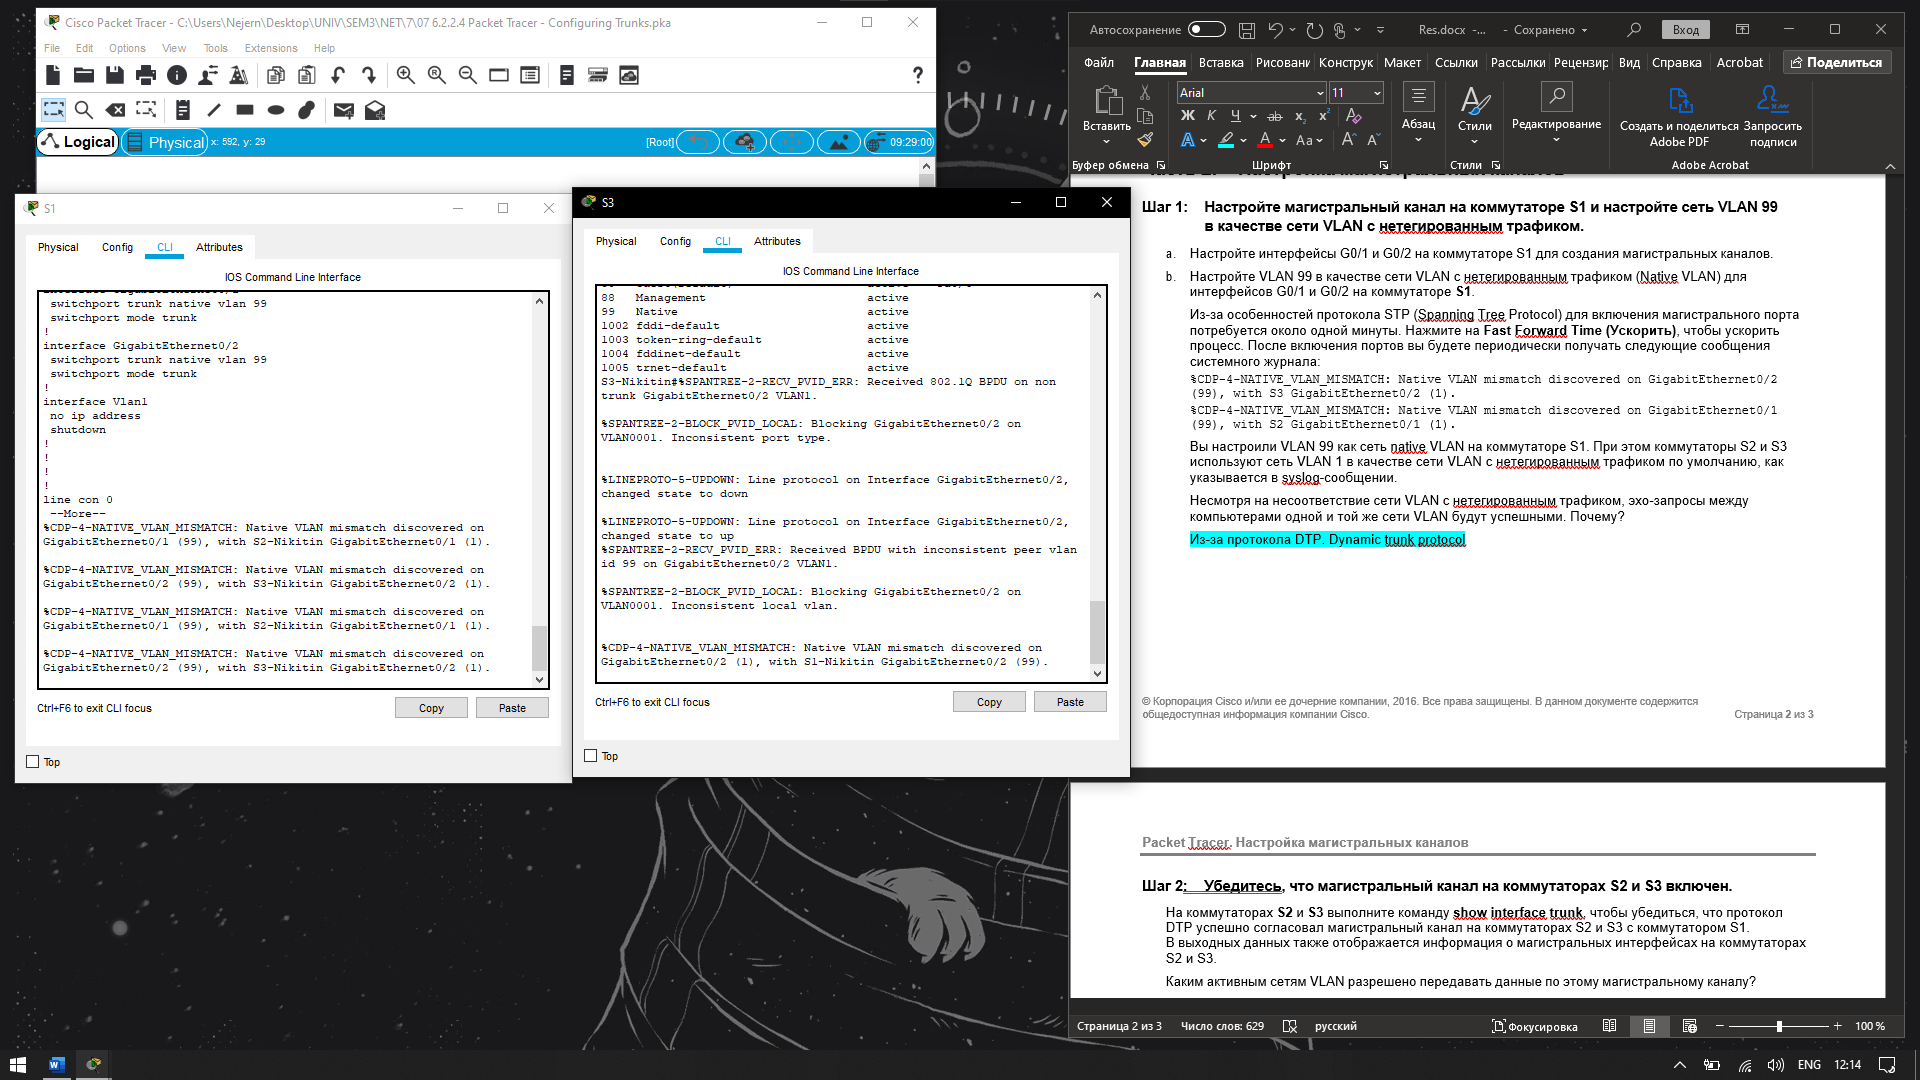 Cisco Packet Tracer - C:\Users\Nejern\Desktop\UNIV\SEM3\NET\7\07 6.2.2.4 Packet Tracer - Configuring Trunks.pka
File Edit Options View Tools Extensions Help
Logical Physical x: 592, y: 29 [Root] 09:29:00
S1
Physical Config CLI Attributes
IOS Command Line Interface
switchport trunk native vlan 99
switchport mode trunk
!
interface GigabitEthernet0/2
switchport trunk native vlan 99
switchport mode trunk
!
interface Vlan1
no ip address
shutdown
!
!
!
!
line con 0
--More--
%CDP-4-NATIVE_VLAN_MISMATCH: Native VLAN mismatch discovered on
GigabitEthernet0/1 (99), with S2-Nikitin GigabitEthernet0/1 (1).
%CDP-4-NATIVE_VLAN_MISMATCH: Native VLAN mismatch discovered on
GigabitEthernet0/2 (99), with S3-Nikitin GigabitEthernet0/2 (1).
%CDP-4-NATIVE_VLAN_MISMATCH: Native VLAN mismatch discovered on
GigabitEthernet0/1 (99), with S2-Nikitin GigabitEthernet0/1 (1).
%CDP-4-NATIVE_VLAN_MISMATCH: Native VLAN mismatch discovered on
GigabitEthernet0/2 (99), with S3-Nikitin GigabitEthernet0/2 (1).
Ctrl+F6 to exit CLI focus
Copy Paste
Top
S3
Physical Config CLI Attributes
IOS Command Line Interface
88 Management active
99 Native active
1002 fddi-default active
1003 token-ring-default active
1004 fddinet-default active
1005 trnet-default active
S3-Nikitin#%SPANTREE-2-RECV_PVID_ERR: Received 802.1Q BPDU on non
trunk GigabitEthernet0/2 VLAN1.
%SPANTREE-2-BLOCK_PVID_LOCAL: Blocking GigabitEthernet0/2 on
VLAN0001. Inconsistent port type.
%LINEPROTO-5-UPDOWN: Line protocol on Interface GigabitEthernet0/2,
changed state to down
%LINEPROTO-5-UPDOWN: Line protocol on Interface GigabitEthernet0/2,
changed state to up
%SPANTREE-2-RECV_PVID_ERR: Received BPDU with inconsistent peer vlan
id 99 on GigabitEthernet0/2 VLAN1.
%SPANTREE-2-BLOCK_PVID_LOCAL: Blocking GigabitEthernet0/2 on
VLAN0001. Inconsistent local vlan.
%CDP-4-NATIVE_VLAN_MISMATCH: Native VLAN mismatch discovered on
GigabitEthernet0/2 (1), with S1-Nikitin GigabitEthernet0/2 (99).
Ctrl+F6 to exit CLI focus
Copy Paste
Top
Автосохранение Res.docx -... - Сохранено Вход
Файл Главная Вставка Рисовани Конструк Макет Ссылки Рассылки Рецензир Вид Справка Acrobat Поделиться
Arial 11
Ж К Ч ab x₂ x²
Вставить Абзац Стили Редактирование Создать и поделиться Adobe PDF Запросить подписи
Буфер обмена Шрифт Стили Adobe Acrobat
Шаг 1: Настройте магистральный канал на коммутаторе S1 и настройте сеть VLAN 99
в качестве сети VLAN с нетегированным трафиком.
a. Настройте интерфейсы G0/1 и G0/2 на коммутаторе S1 для создания магистральных каналов.
b. Настройте VLAN 99 в качестве сети VLAN с нетегированным трафиком (Native VLAN) для
интерфейсов G0/1 и G0/2 на коммутаторе S1.
Из-за особенностей протокола STP (Spanning Tree Protocol) для включения магистрального порта
потребуется около одной минуты. Нажмите на Fast Forward Time (Ускорить), чтобы ускорить
процесс. После включения портов вы будете периодически получать следующие сообщения
системного журнала:
%CDP-4-NATIVE_VLAN_MISMATCH: Native VLAN mismatch discovered on GigabitEthernet0/2
(99), with S3 GigabitEthernet0/2 (1).
%CDP-4-NATIVE_VLAN_MISMATCH: Native VLAN mismatch discovered on GigabitEthernet0/1
(99), with S2 GigabitEthernet0/1 (1).
Вы настроили VLAN 99 как сеть native VLAN на коммутаторе S1. При этом коммутаторы S2 и S3
используют сеть VLAN 1 в качестве сети VLAN с нетегированным трафиком по умолчанию, как
указывается в syslog-сообщении.
Несмотря на несоответствие сети VLAN с нетегированным трафиком, эхо-запросы между
компьютерами одной и той же сети VLAN будут успешными. Почему?
Из-за протокола DTP. Dynamic trunk protocol
© Корпорация Cisco и/или ее дочерние компании, 2016. Все права защищены. В данном документе содержится
общедоступная информация компании Cisco. Страница 2 из 3
Packet Tracer. Настройка магистральных каналов
Шаг 2: Убедитесь, что магистральный канал на коммутаторах S2 и S3 включен.
На коммутаторах S2 и S3 выполните команду show interface trunk, чтобы убедиться, что протокол
DTP успешно согласовал магистральный канал на коммутаторах S2 и S3 с коммутатором S1.
В выходных данных также отображается информация о магистральных интерфейсах на коммутаторах
S2 и S3.
Каким активным сетям VLAN разрешено передавать данные по этому магистральному каналу?
Страница 2 из 3 Число слов: 629 русский Фокусировка 100 %
ENG 12:14